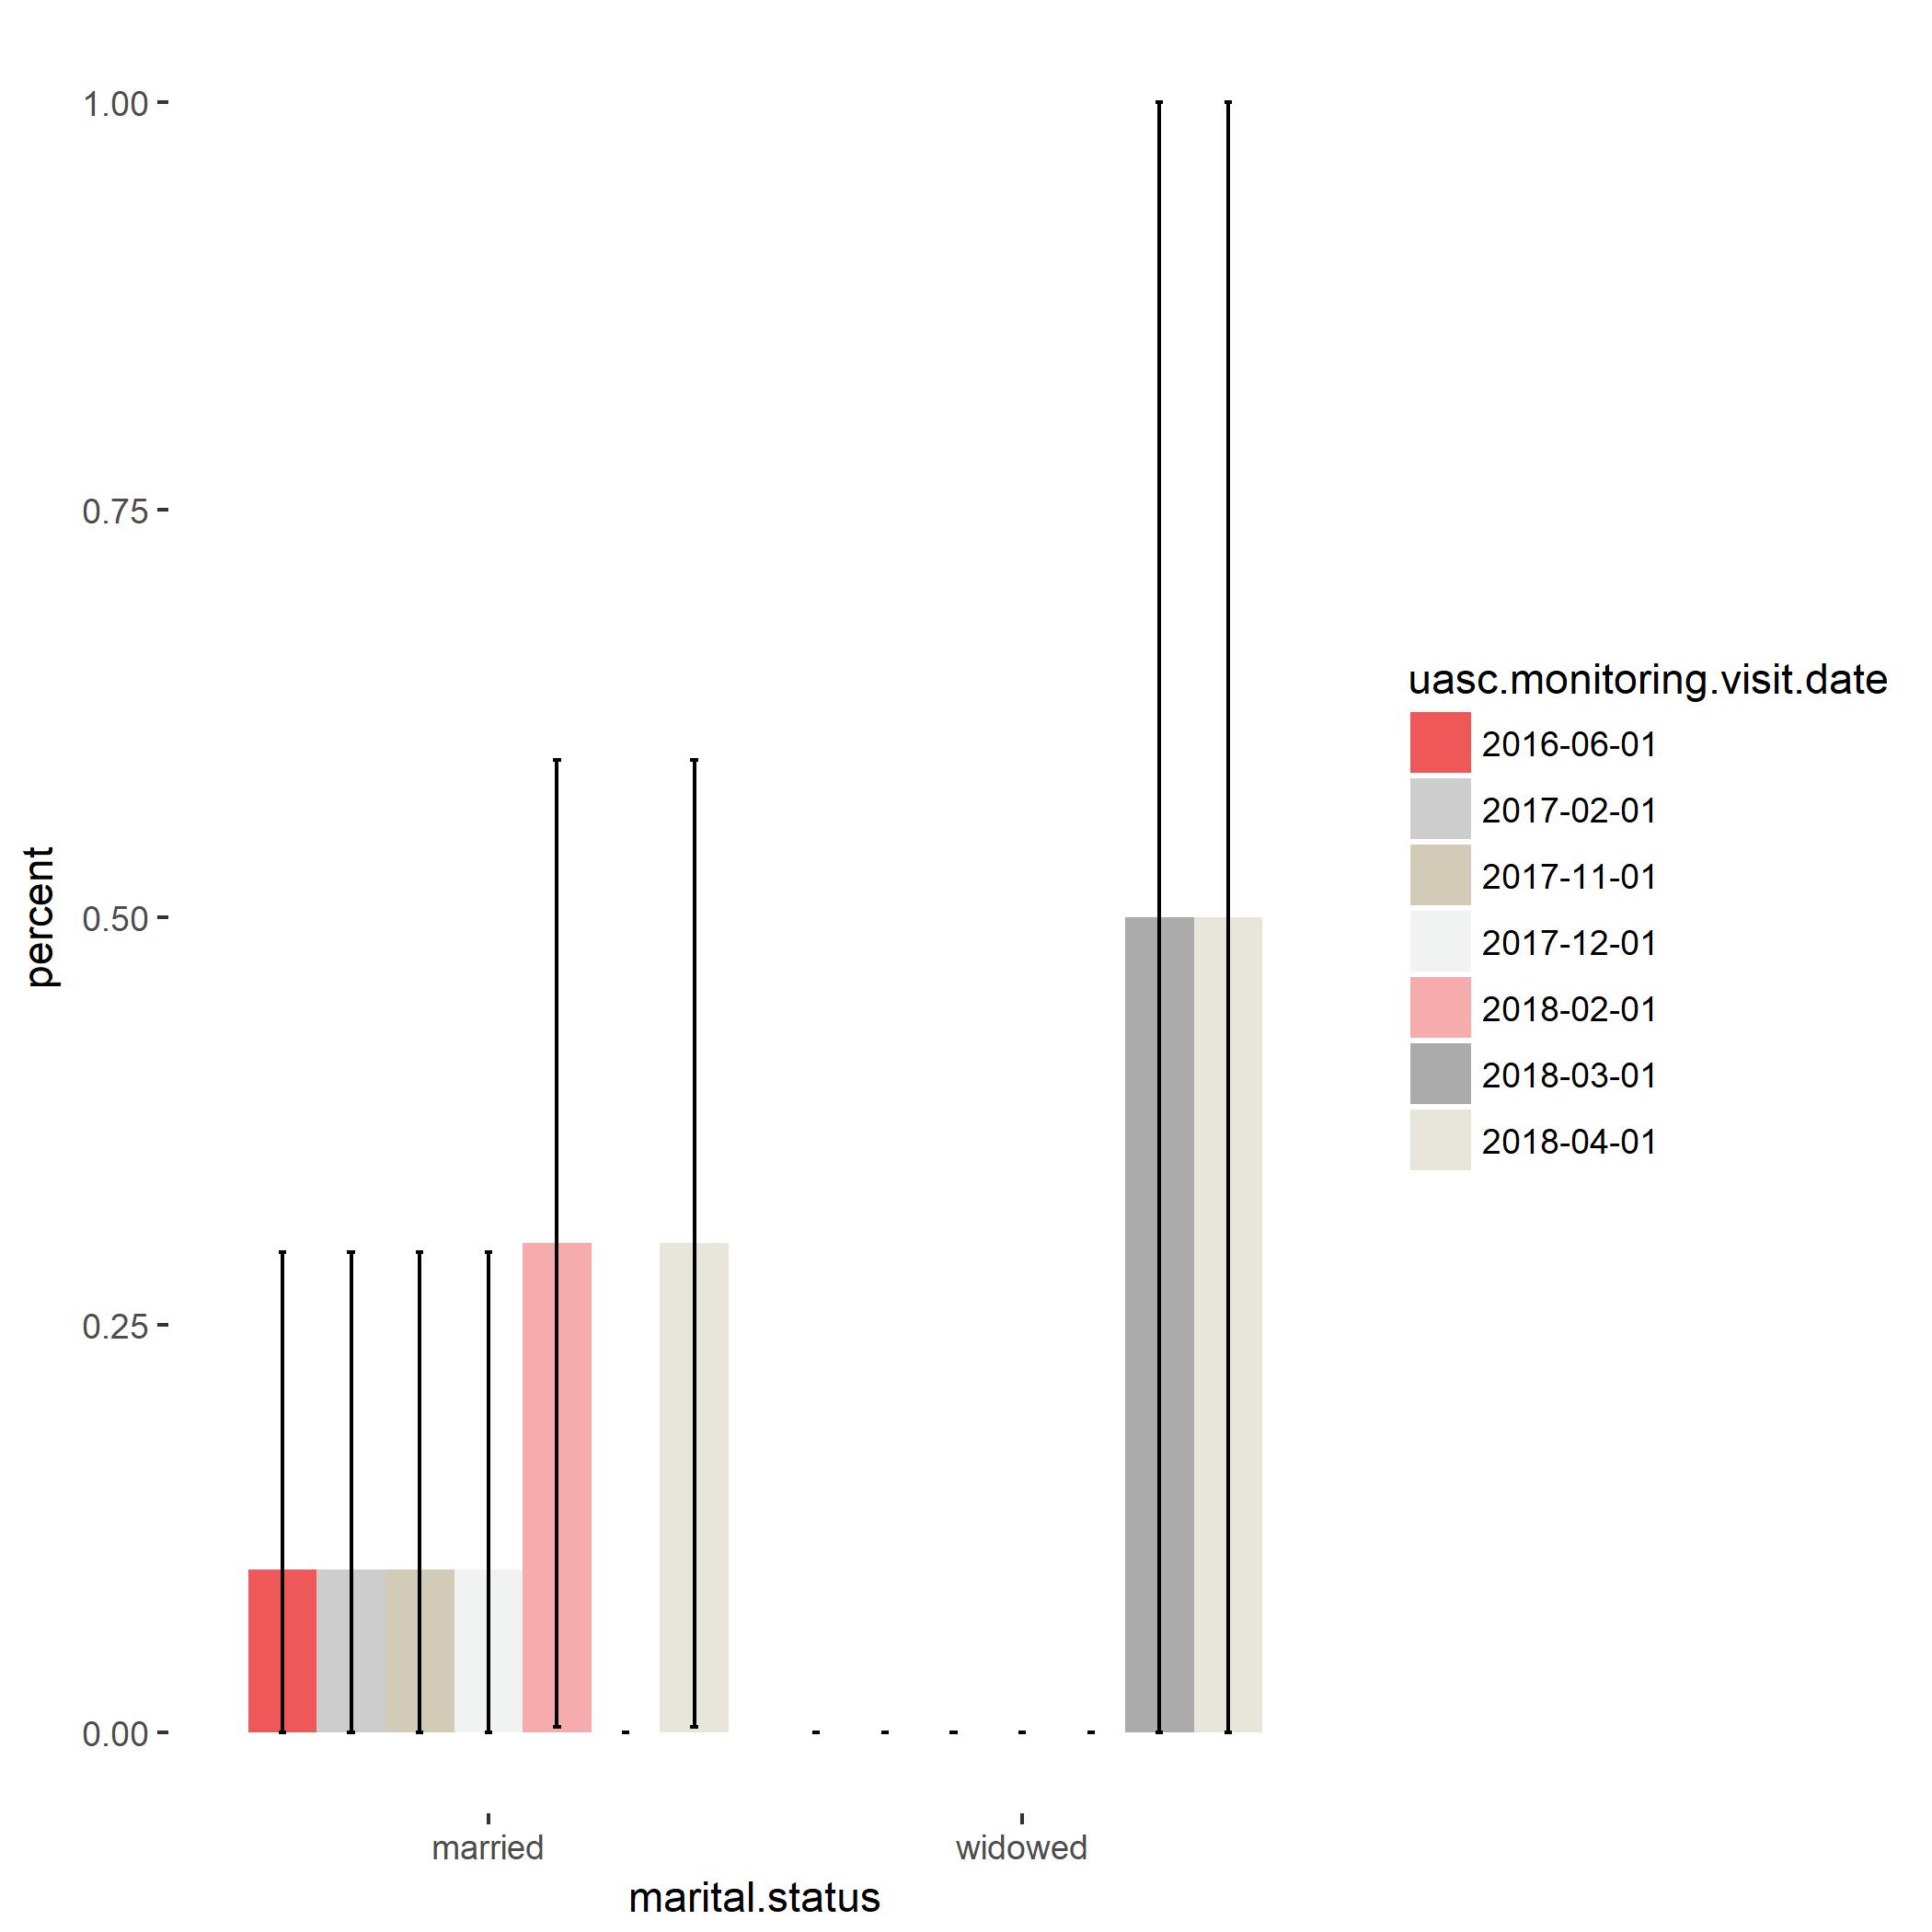 1.00
0.75
0.50
0.25
0.00
percent
married
widowed
marital.status
uasc.monitoring.visit.date
2016-06-01
2017-02-01
2017-11-01
2017-12-01
2018-02-01
2018-03-01
2018-04-01